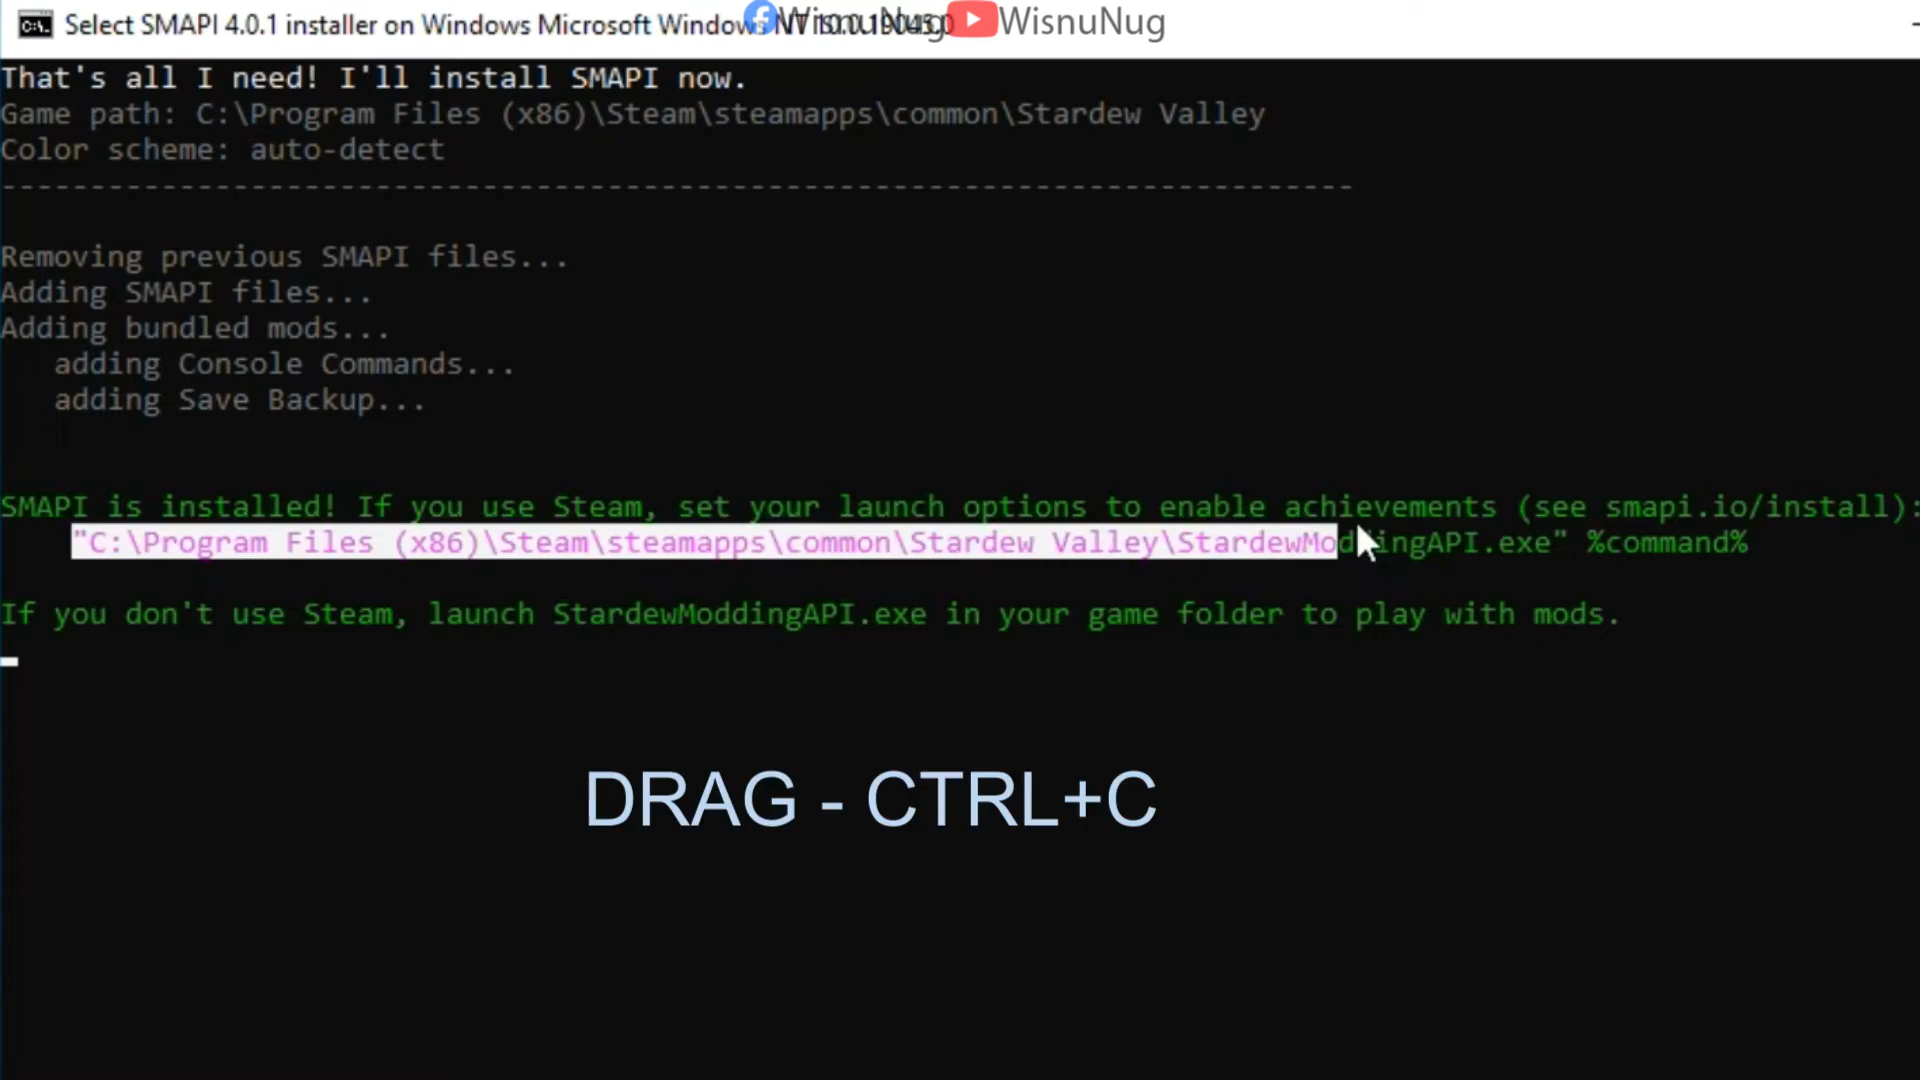 Select SMAPI 4.0.1 installer on Windows Microsoft Windows NT 10.0.19045.0
WisnuNug
WisnuNug
That's all I need! I'll install SMAPI now.
Game path: C:\Program Files (x86)\Steam\steamapps\common\Stardew Valley
Color scheme: auto-detect
----------------------------------------------------------------------------
Removing previous SMAPI files...
Adding SMAPI files...
Adding bundled mods...
adding Console Commands...
adding Save Backup...
SMAPI is installed! If you use Steam, set your launch options to enable achievements (see smapi.io/install):
"C:\Program Files (x86)\Steam\steamapps\common\Stardew Valley\StardewModdingAPI.exe" %command%
If you don't use Steam, launch StardewModdingAPI.exe in your game folder to play with mods.
DRAG - CTRL+C